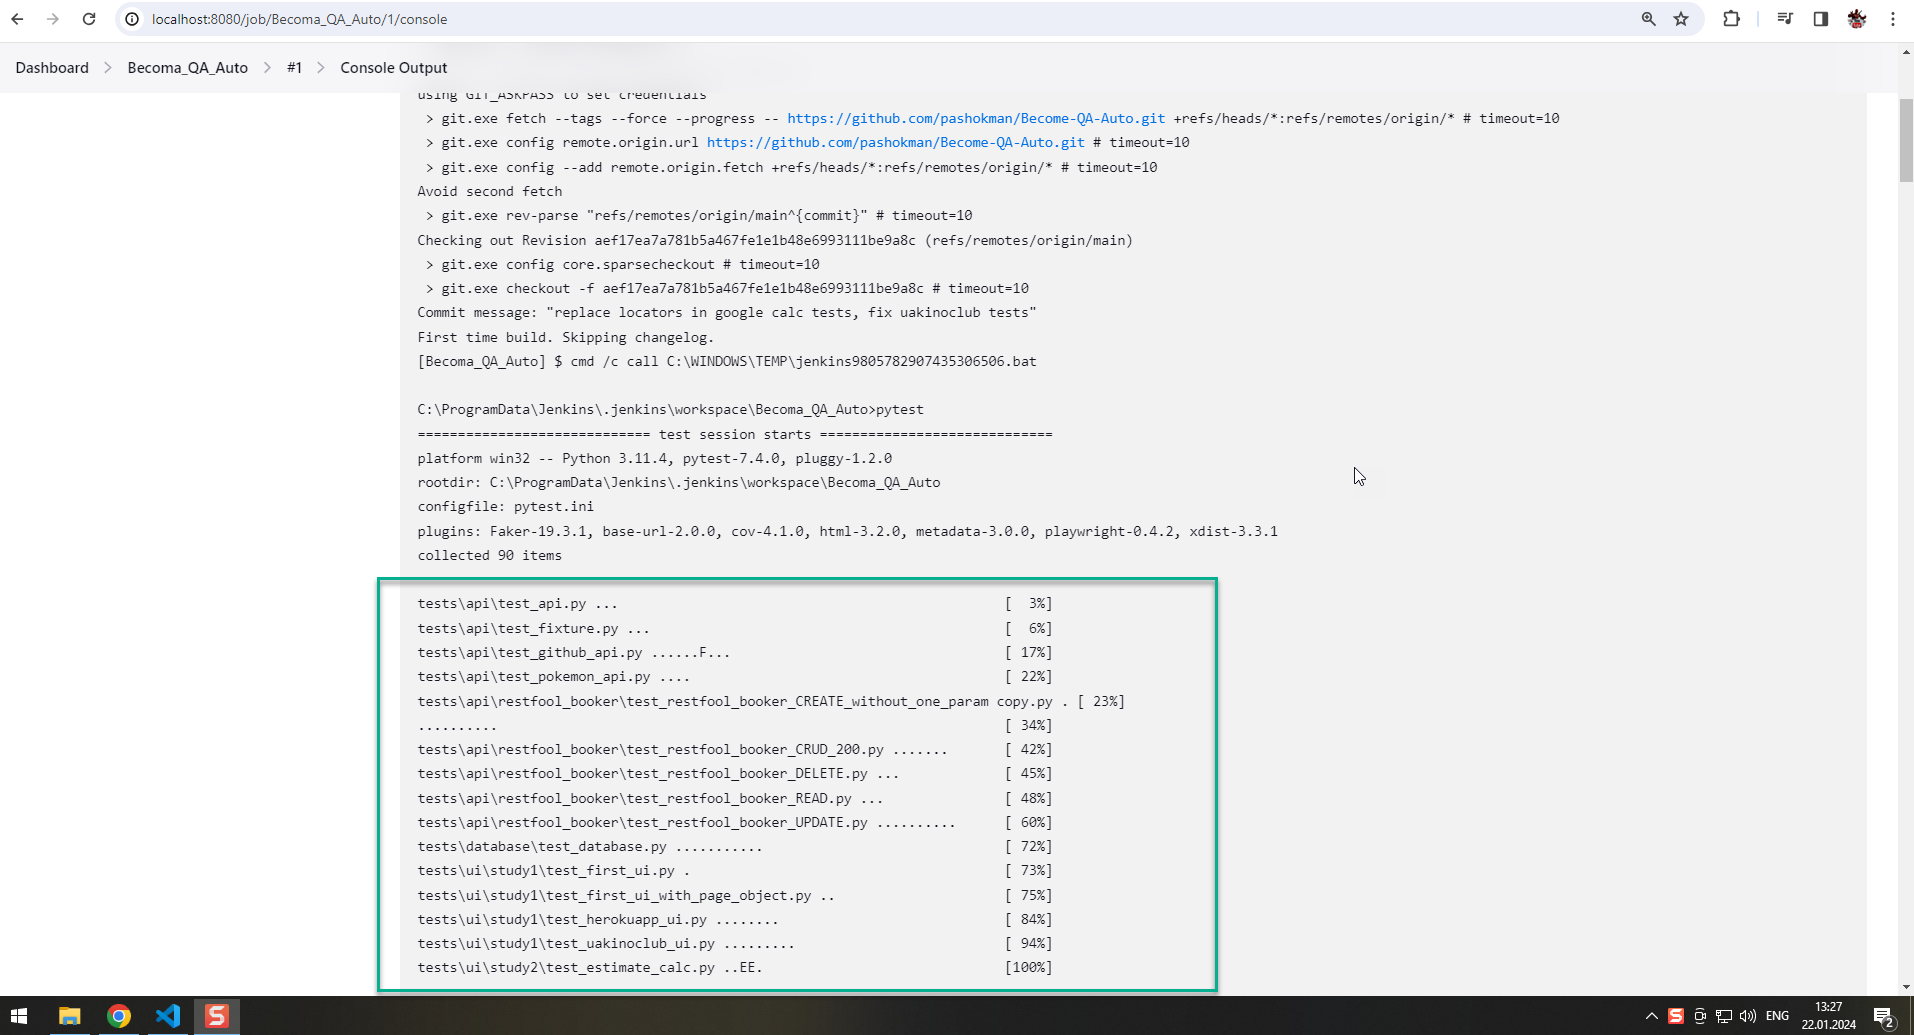 localhost:8080/job/Becoma_QA_Auto/1/console
Dashboard Becoma_QA_Auto #1 Console Output
using GIT_ASKPASS to set credentials
> git.exe fetch --tags --force --progress -- https://github.com/pashokman/Become-QA-Auto.git +refs/heads/*:refs/remotes/origin/* # timeout=10
> git.exe config remote.origin.url https://github.com/pashokman/Become-QA-Auto.git # timeout=10
> git.exe config --add remote.origin.fetch +refs/heads/*:refs/remotes/origin/* # timeout=10
Avoid second fetch
> git.exe rev-parse "refs/remotes/origin/main^{commit}" # timeout=10
Checking out Revision aef17ea7a781b5a467fe1e1b48e6993111be9a8c (refs/remotes/origin/main)
> git.exe config core.sparsecheckout # timeout=10
> git.exe checkout -f aef17ea7a781b5a467fe1e1b48e6993111be9a8c # timeout=10
Commit message: "replace locators in google calc tests, fix uakinoclub tests"
First time build. Skipping changelog.
[Becoma_QA_Auto] $ cmd /c call C:\WINDOWS\TEMP\jenkins9805782907435306506.bat
C:\ProgramData\Jenkins\.jenkins\workspace\Becoma_QA_Auto>pytest
============================= test session starts =============================
platform win32 -- Python 3.11.4, pytest-7.4.0, pluggy-1.2.0
rootdir: C:\ProgramData\Jenkins\.jenkins\workspace\Becoma_QA_Auto
configfile: pytest.ini
plugins: Faker-19.3.1, base-url-2.0.0, cov-4.1.0, html-3.2.0, metadata-3.0.0, playwright-0.4.2, xdist-3.3.1
collected 90 items
tests\api\test_api.py ... [  3%]
tests\api\test_fixture.py ... [  6%]
tests\api\test_github_api.py ......F... [ 17%]
tests\api\test_pokemon_api.py .... [ 22%]
tests\api\restfool_booker\test_restfool_booker_CREATE_without_one_param copy.py . [ 23%]
.......... [ 34%]
tests\api\restfool_booker\test_restfool_booker_CRUD_200.py ....... [ 42%]
tests\api\restfool_booker\test_restfool_booker_DELETE.py ... [ 45%]
tests\api\restfool_booker\test_restfool_booker_READ.py ... [ 48%]
tests\api\restfool_booker\test_restfool_booker_UPDATE.py .......... [ 60%]
tests\database\test_database.py ........... [ 72%]
tests\ui\study1\test_first_ui.py . [ 73%]
tests\ui\study1\test_first_ui_with_page_object.py .. [ 75%]
tests\ui\study1\test_herokuapp_ui.py ........ [ 84%]
tests\ui\study1\test_uakinoclub_ui.py ......... [ 94%]
tests\ui\study2\test_estimate_calc.py ..EE. [100%]
ENG
13:27
22.01.2024
2